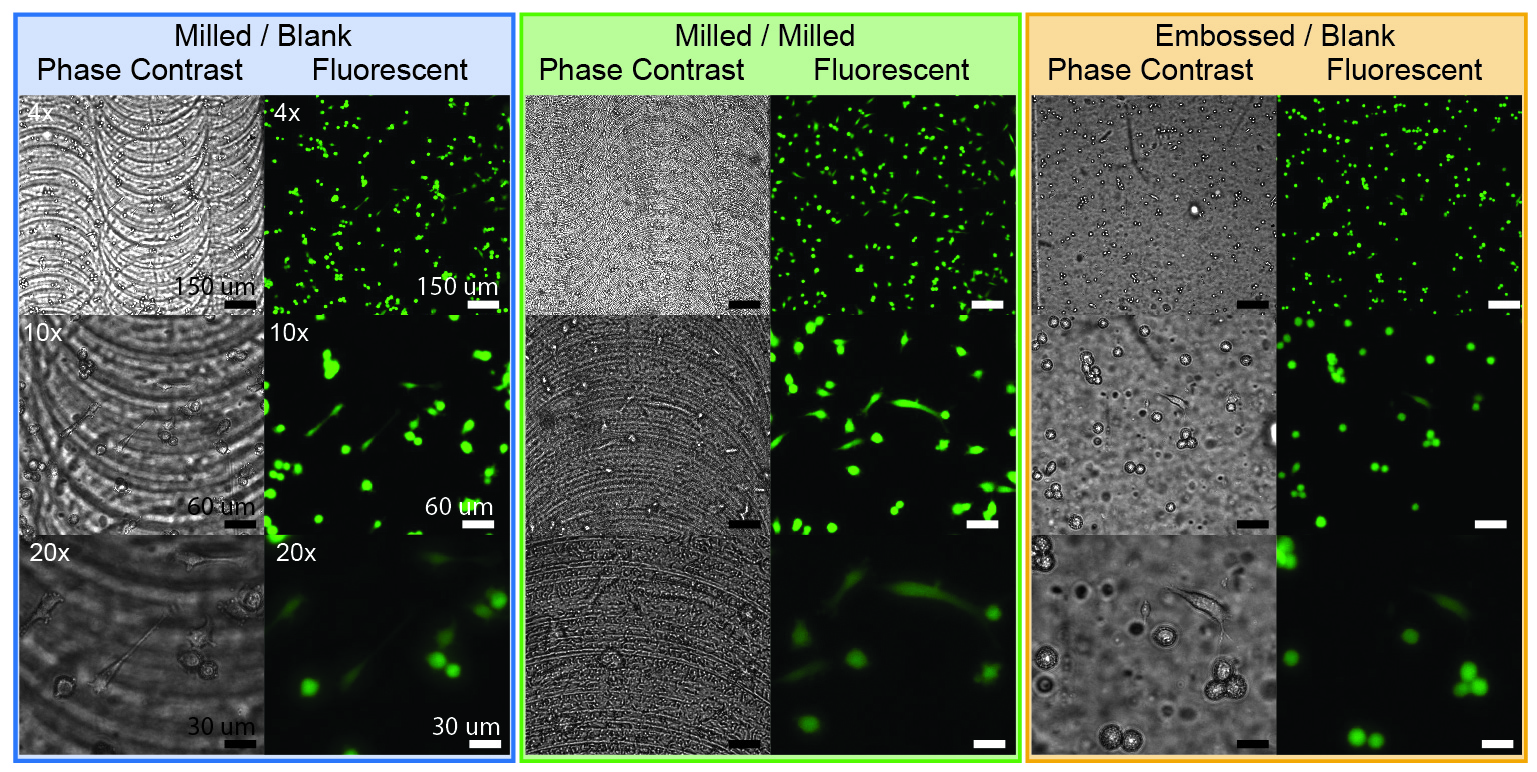 Milled / Blank
Phase Contrast Fluorescent
4x 4x
150 um 150 um
10x 10x
60 um 60 um
20x 20x
30 um 30 um
Milled / Milled
Phase Contrast Fluorescent
Embossed / Blank
Phase Contrast Fluorescent